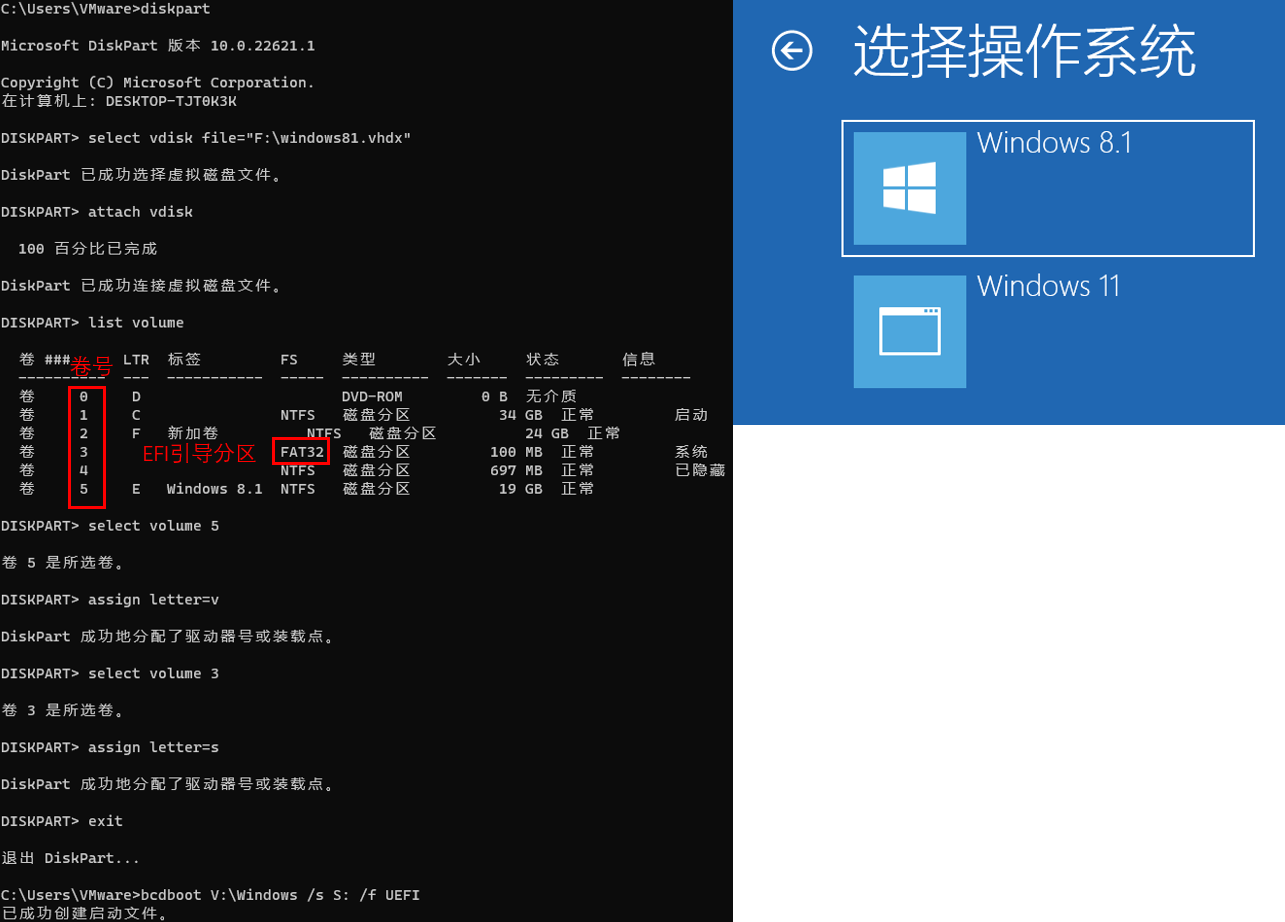 C:\Users\VMware>diskpart
Microsoft DiskPart 版本 10.0.22621.1
Copyright (C) Microsoft Corporation.
在计算机上: DESKTOP-TJT0K3K
DISKPART> select vdisk file="F:\windows81.vhdx"
DiskPart 已成功选择虚拟磁盘文件。
DISKPART> attach vdisk
100 百分比已完成
DiskPart 已成功连接虚拟磁盘文件。
DISKPART> list volume
卷 ### 卷号 LTR 标签 FS 类型 大小 状态 信息
---------- --- ----------- ----- ---------- ------- --------- --------
卷 0 D DVD-ROM 0 B 无介质
卷 1 C NTFS 磁盘分区 34 GB 正常 启动
卷 2 F 新加卷 NTFS 磁盘分区 24 GB 正常
卷 3 EFI引导分区 FAT32 磁盘分区 100 MB 正常 系统
卷 4 NTFS 磁盘分区 697 MB 正常 已隐藏
卷 5 E Windows 8.1 NTFS 磁盘分区 19 GB 正常
DISKPART> select volume 5
卷 5 是所选卷。
DISKPART> assign letter=v
DiskPart 成功地分配了驱动器号或装载点。
DISKPART> select volume 3
卷 3 是所选卷。
DISKPART> assign letter=s
DiskPart 成功地分配了驱动器号或装载点。
DISKPART> exit
退出 DiskPart...
C:\Users\VMware>bcdboot V:\Windows /s S: /f UEFI
已成功创建启动文件。
选择操作系统
Windows 8.1
Windows 11